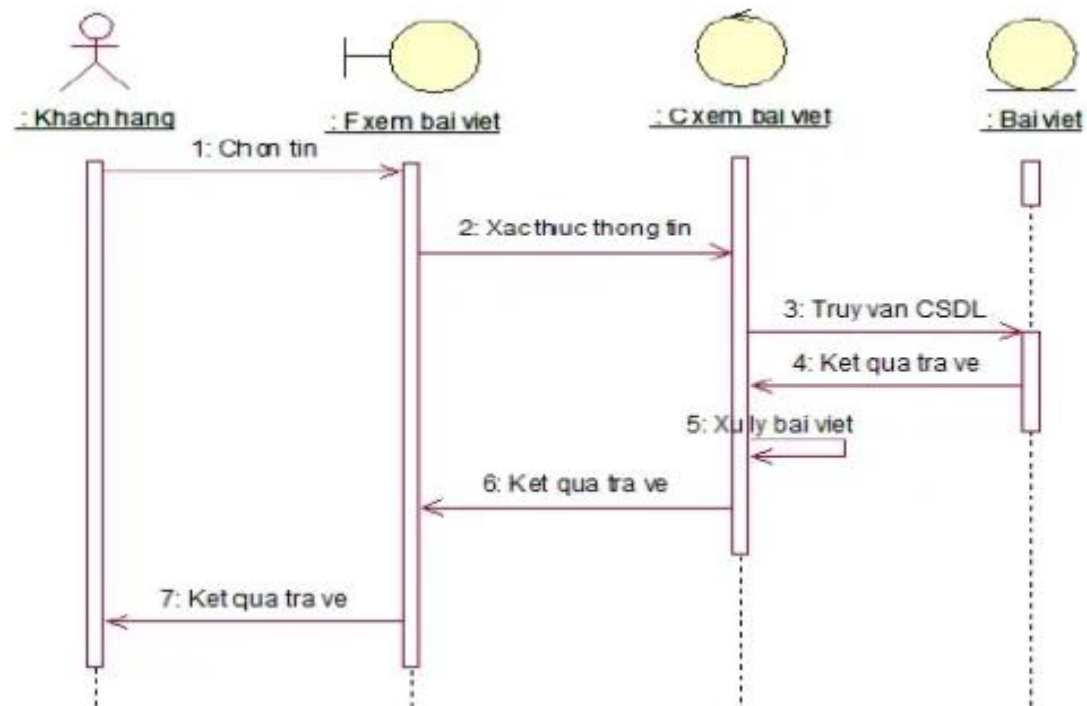 : Khach hang
: F xem bai viet
: C xem bai viet
: Bai viet
1: Chon tin
2: Xac thuc thong tin
3: Truy van CSDL
4: Ket qua tra ve
5: Xu ly bai viet
6: Ket qua tra ve
7: Ket qua tra ve